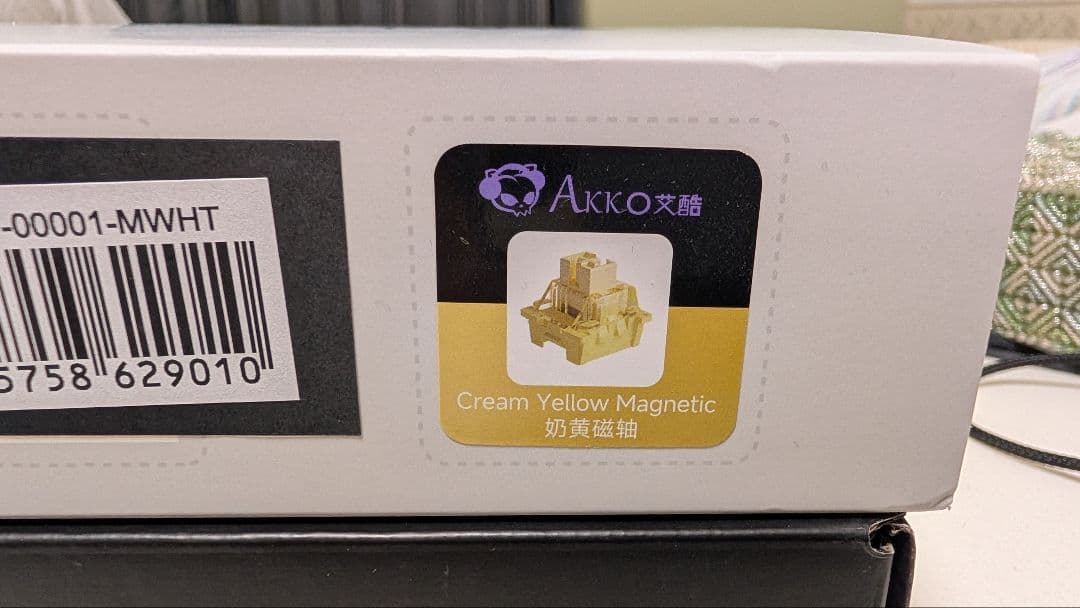 -00001-MWHT
5758 629010
AKKO艾酷
Cream Yellow Magnetic
奶黄磁轴